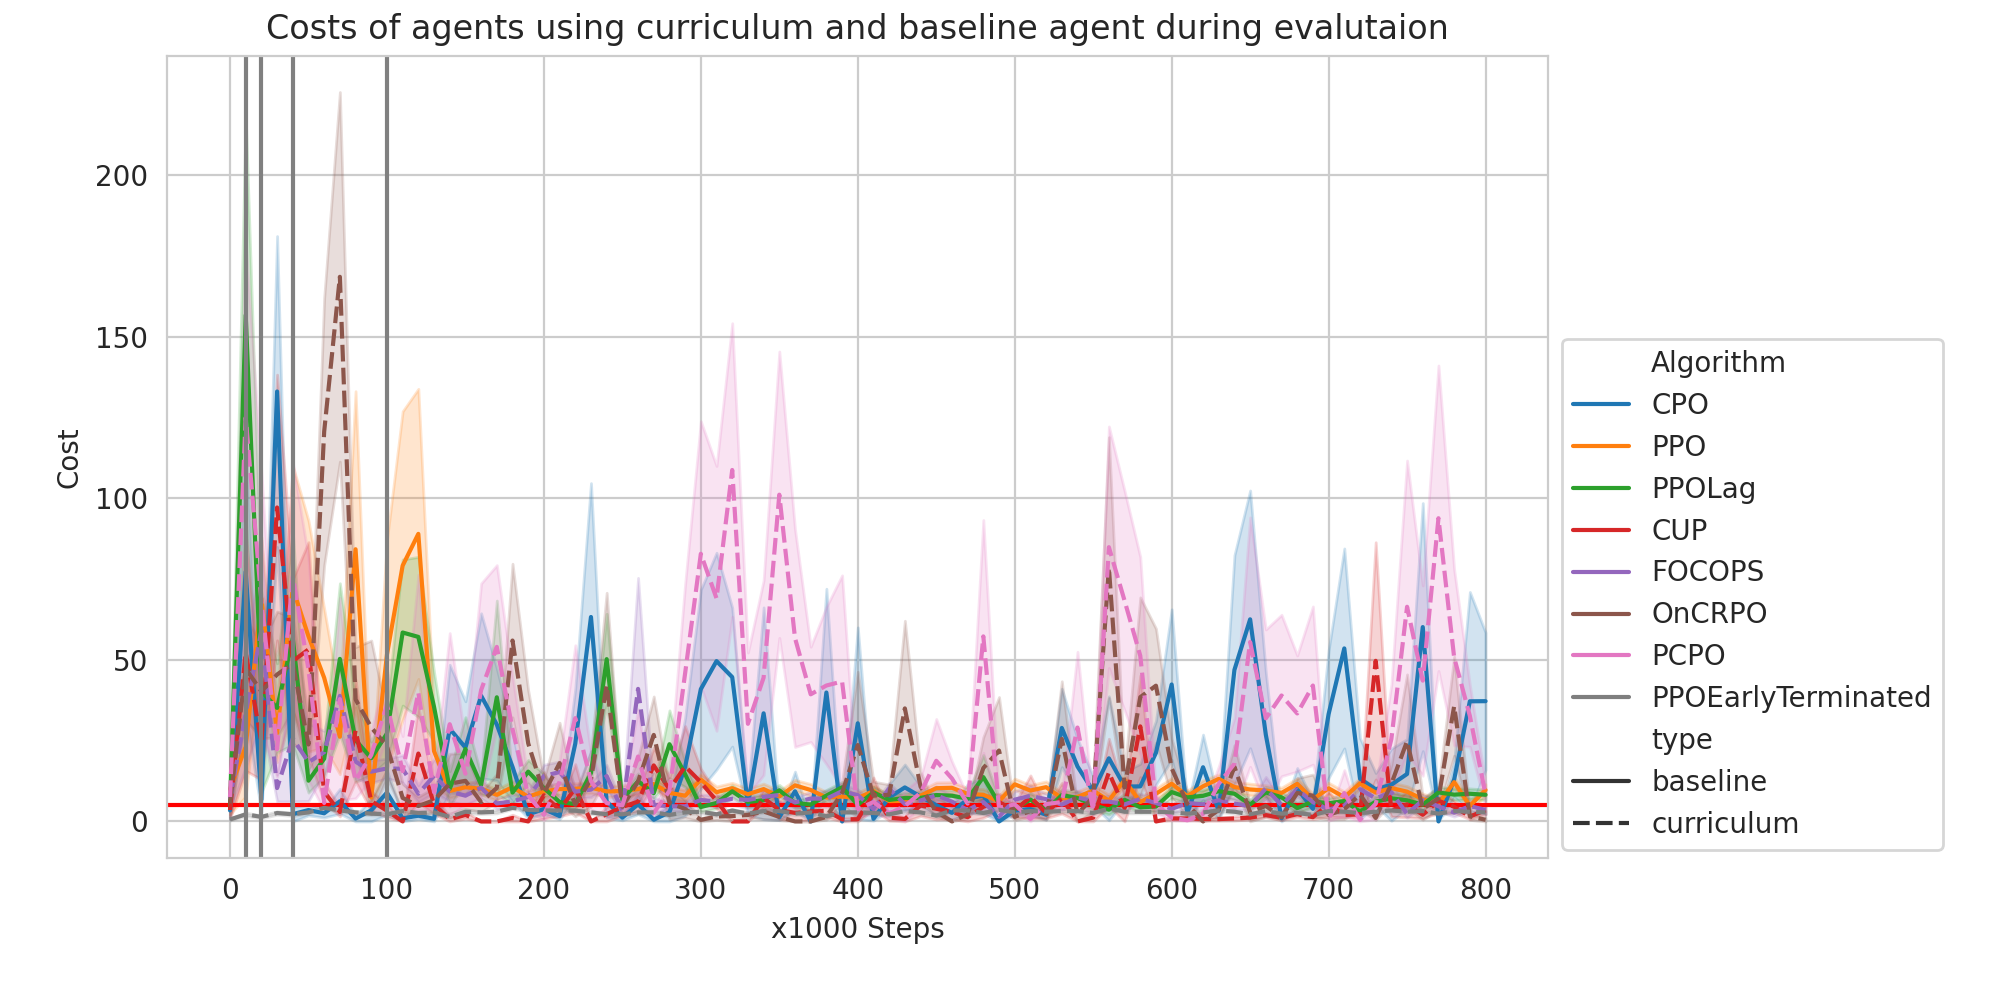 Costs of agents using curriculum and baseline agent during evalutaion
Cost
200
150
100
50
0
0 100 200 300 400 500 600 700 800
x1000 Steps
Algorithm
CPO
PPO
PPOLag
CUP
FOCOPS
OnCRPO
PCPO
PPOEarlyTerminated
type
baseline
curriculum